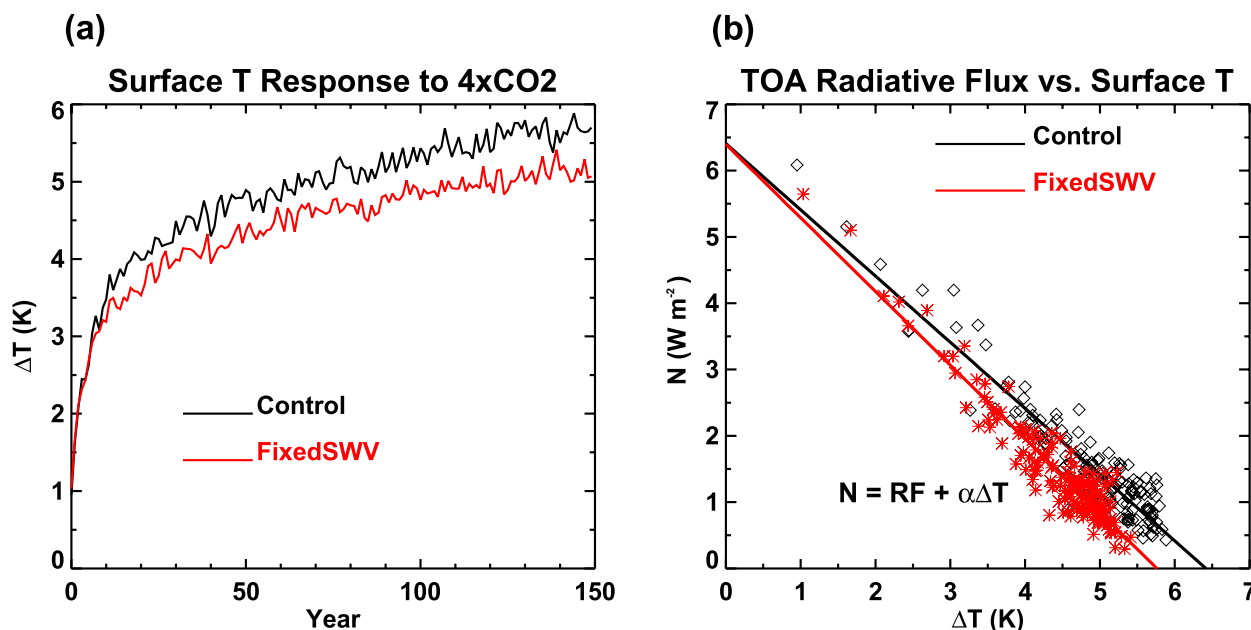 (a)
Surface T Response to 4xCO2
6
5
4
3
2
1
0
ΔT (K)
Control
FixedSWV
0 50 100 150
Year
(b)
TOA Radiative Flux vs. Surface T
7
6
5
4
3
2
1
0
N (W m⁻²)
Control
FixedSWV
N = RF + αΔT
0 1 2 3 4 5 6 7
ΔT (K)